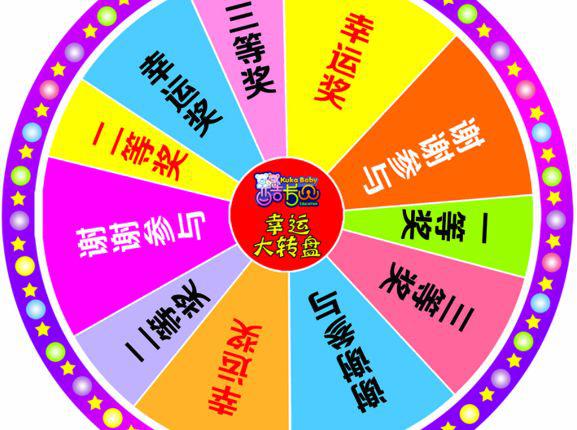 三等奖
幸运奖
谢谢参与
一等奖
三等奖
谢谢参与
幸运奖
二等奖
谢谢参与
二等奖
幸运奖
Kuka Baby
酷卡贝
Education
幸运
大转盘